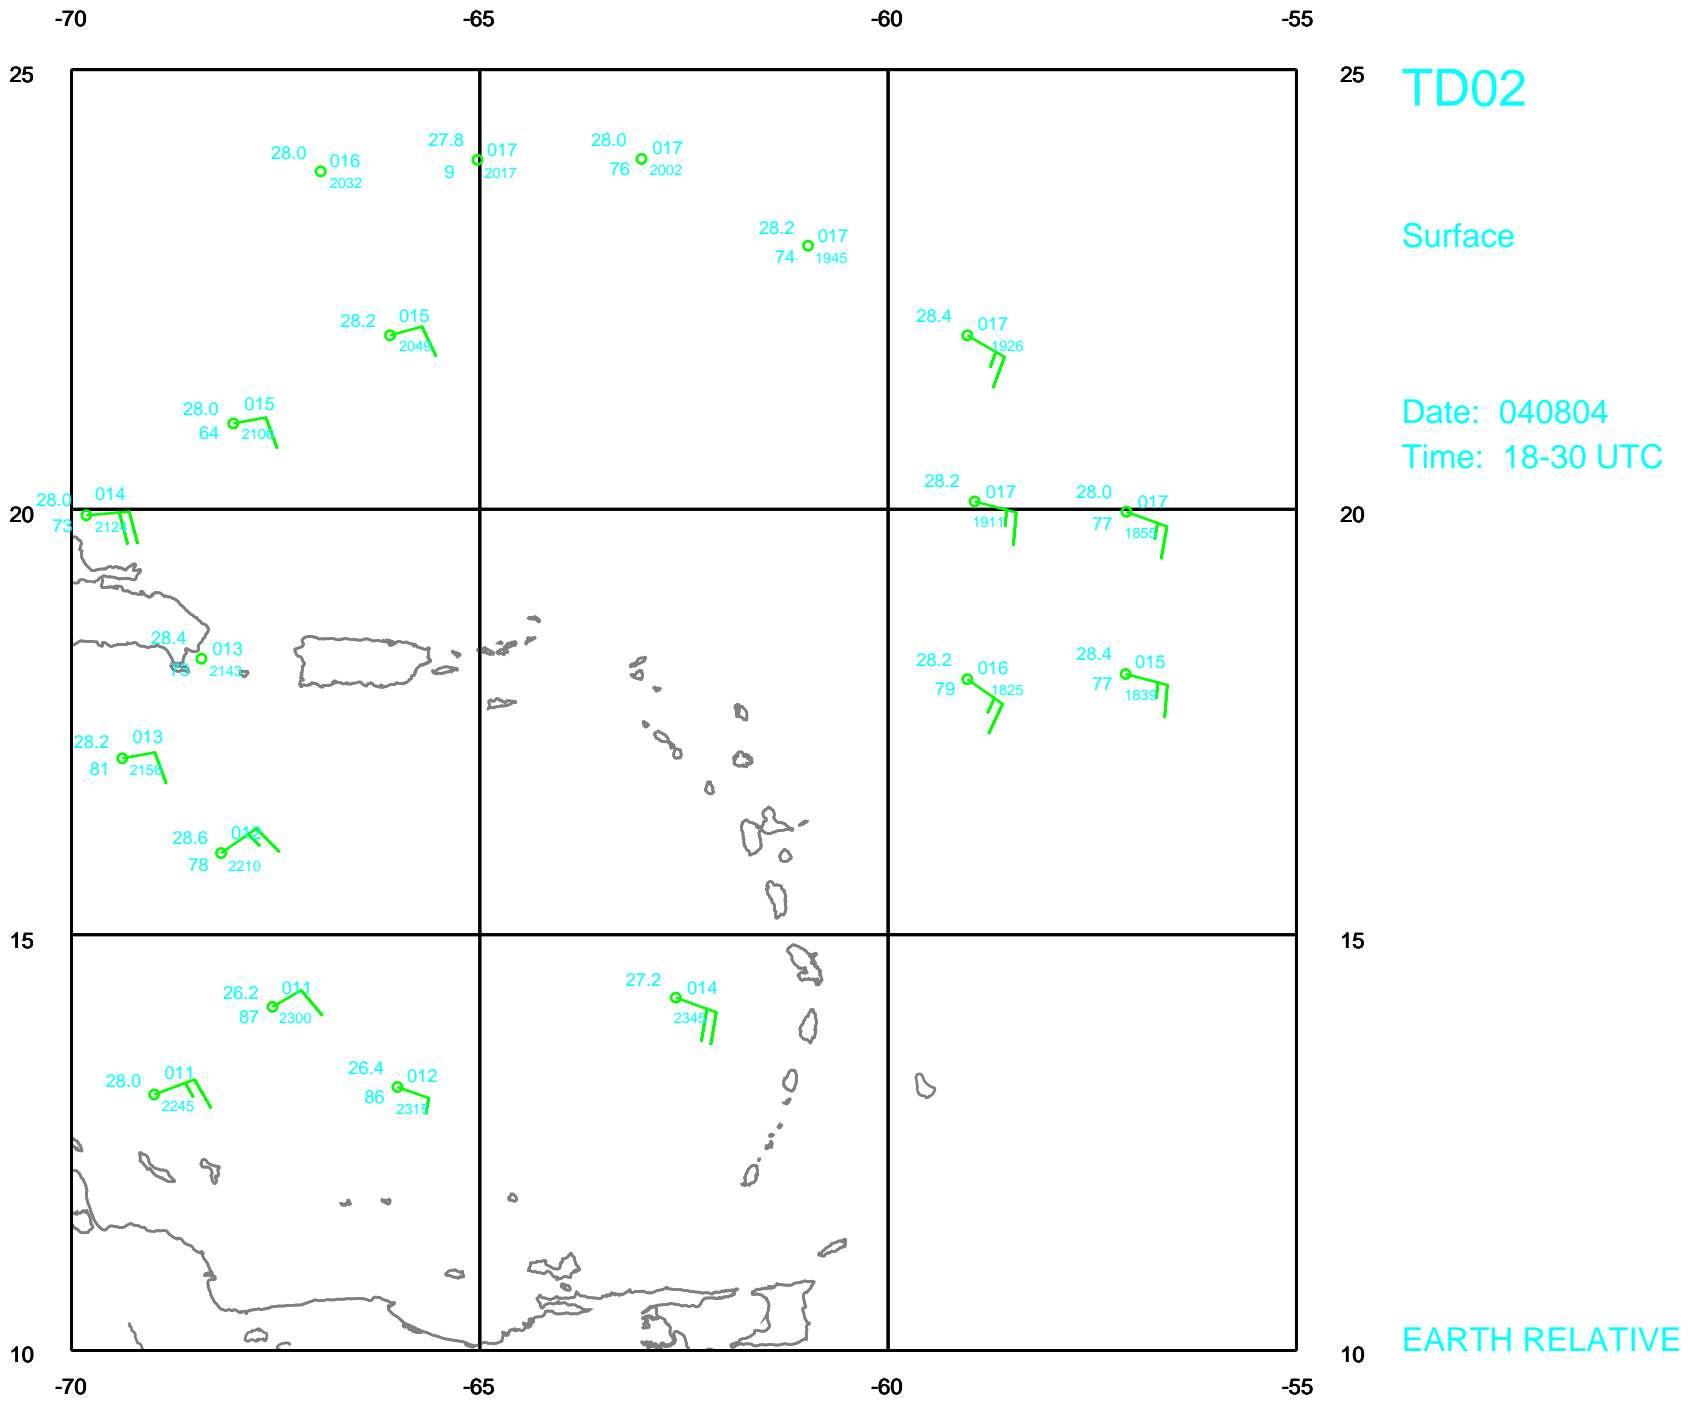 -70 -65 -60 -55
25 25
TD02
28.0 016 2032
27.8 017 9 2017
28.0 017 76 2002
28.2 017 74 1945
Surface
28.2 015 2049
28.4 017 1926
28.0 015 64
Date: 040804
Time: 18-30 UTC
28.0 014 73 2124
20 20
28.2 017 1911
28.0 017 77 1855
28.4 013 2143
28.2 016 79 1825
28.4 015 77 1839
28.2 013 81 2156
28.6 012 78 2210
15 15
26.2 011 87 2300
27.2 014 2345
28.0 011 2245
26.4 012 86 2315
EARTH RELATIVE
10 10
-70 -65 -60 -55